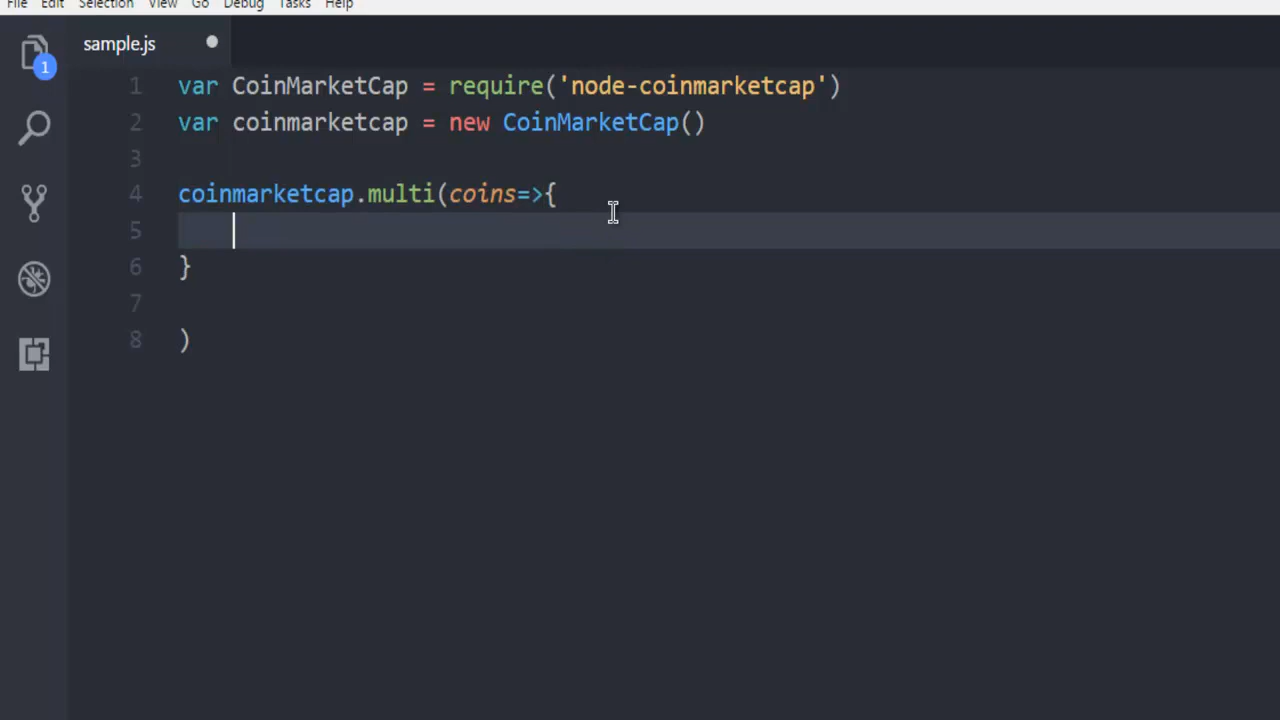 File Edit Selection View Go Debug Tasks Help
sample.js
1
1 var CoinMarketCap = require('node-coinmarketcap')
2 var coinmarketcap = new CoinMarketCap()
3
4 coinmarketcap.multi(coins=>{
5
6 }
7
8 )